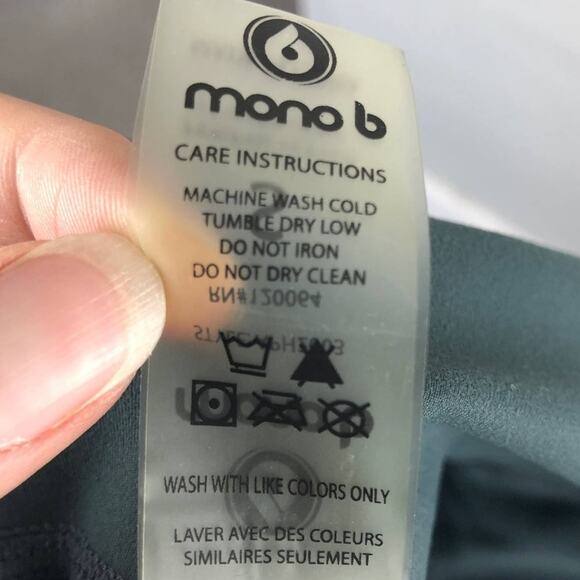 mono b
CARE INSTRUCTIONS
MACHINE WASH COLD
TUMBLE DRY LOW
DO NOT IRON
DO NOT DRY CLEAN
RN#120064
WASH WITH LIKE COLORS ONLY
LAVER AVEC DES COULEURS
SIMILAIRES SEULEMENT